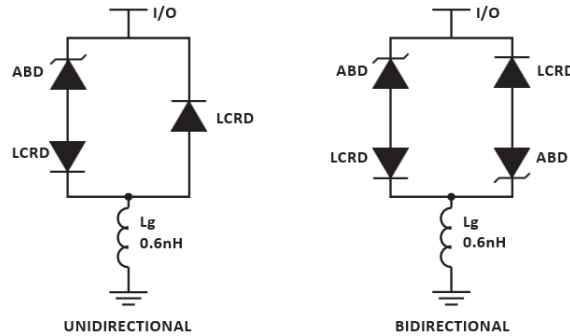 I/O
ABD
LCRD
LCRD
Lg
0.6nH
UNIDIRECTIONAL
I/O
ABD
LCRD
LCRD
ABD
Lg
0.6nH
BIDIRECTIONAL